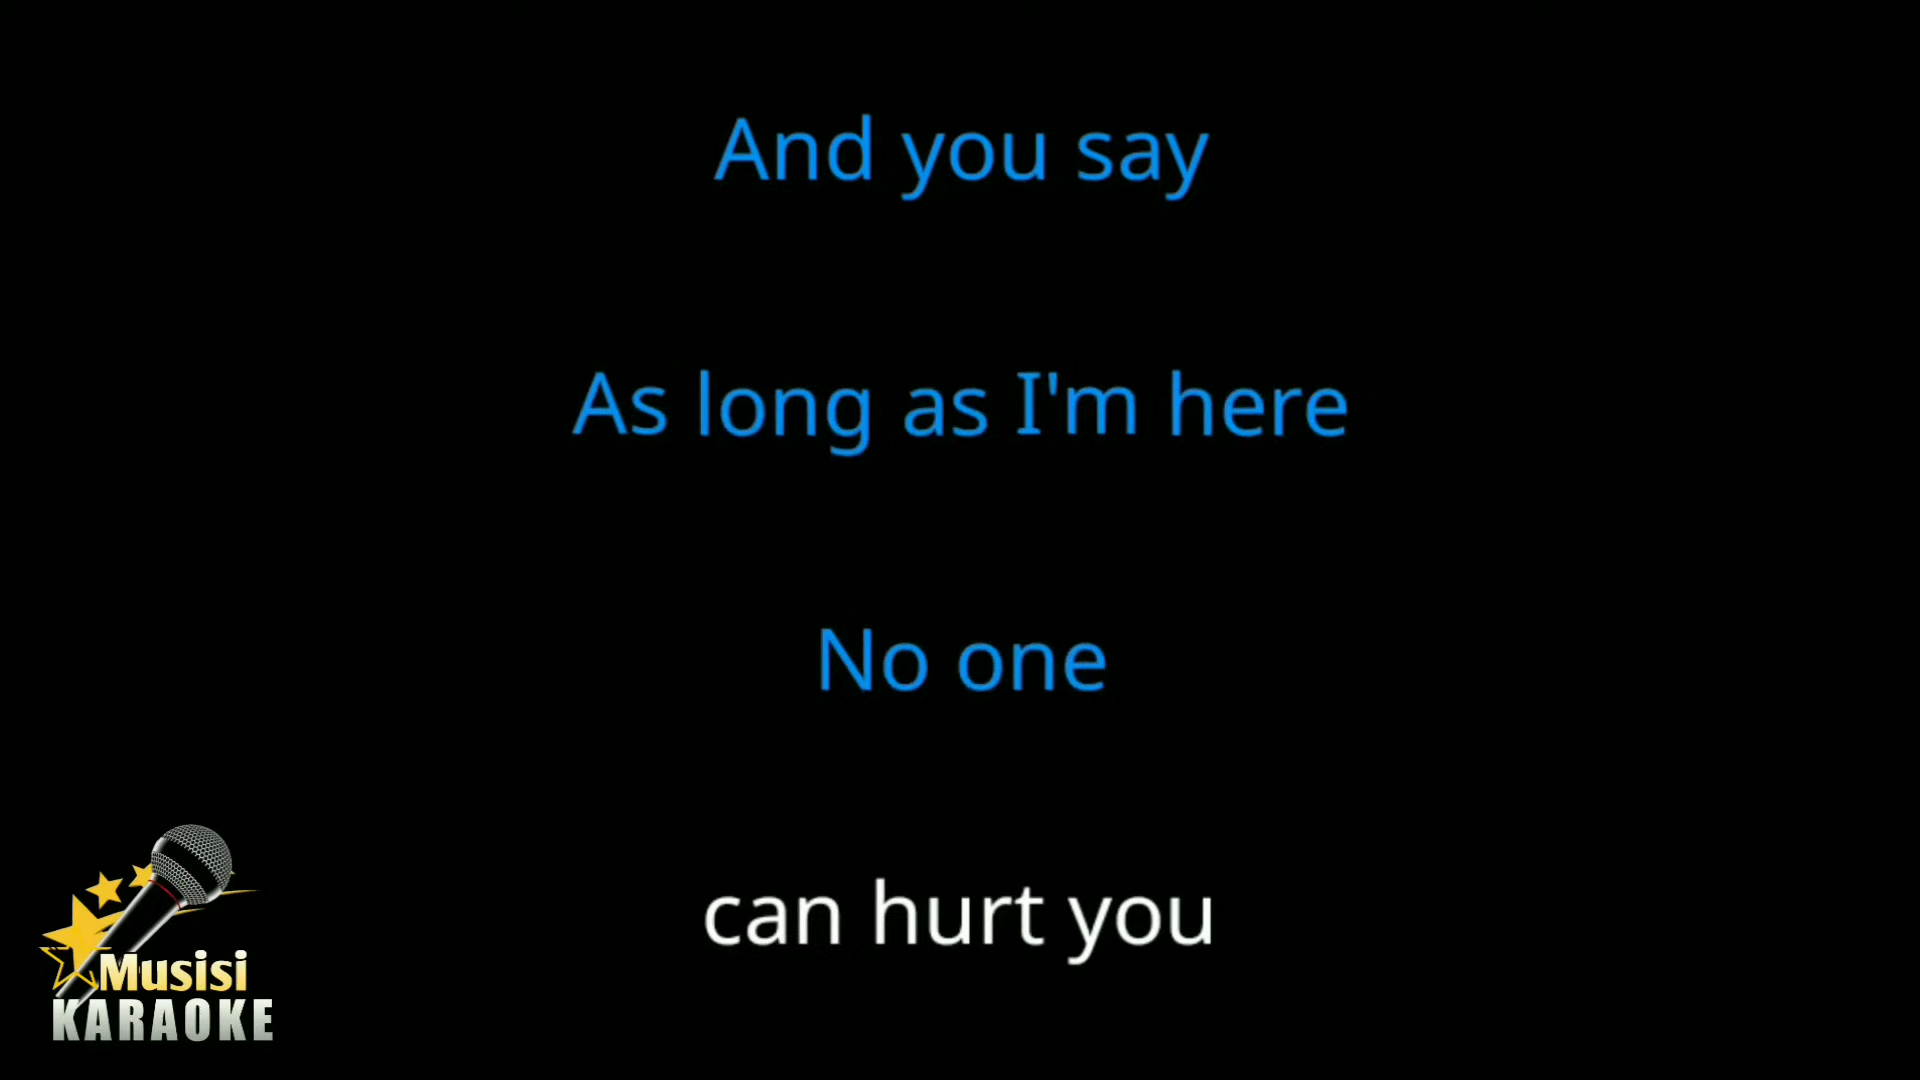 And you say
As long as I'm here
No one
can hurt you
Musisi
KARAOKE